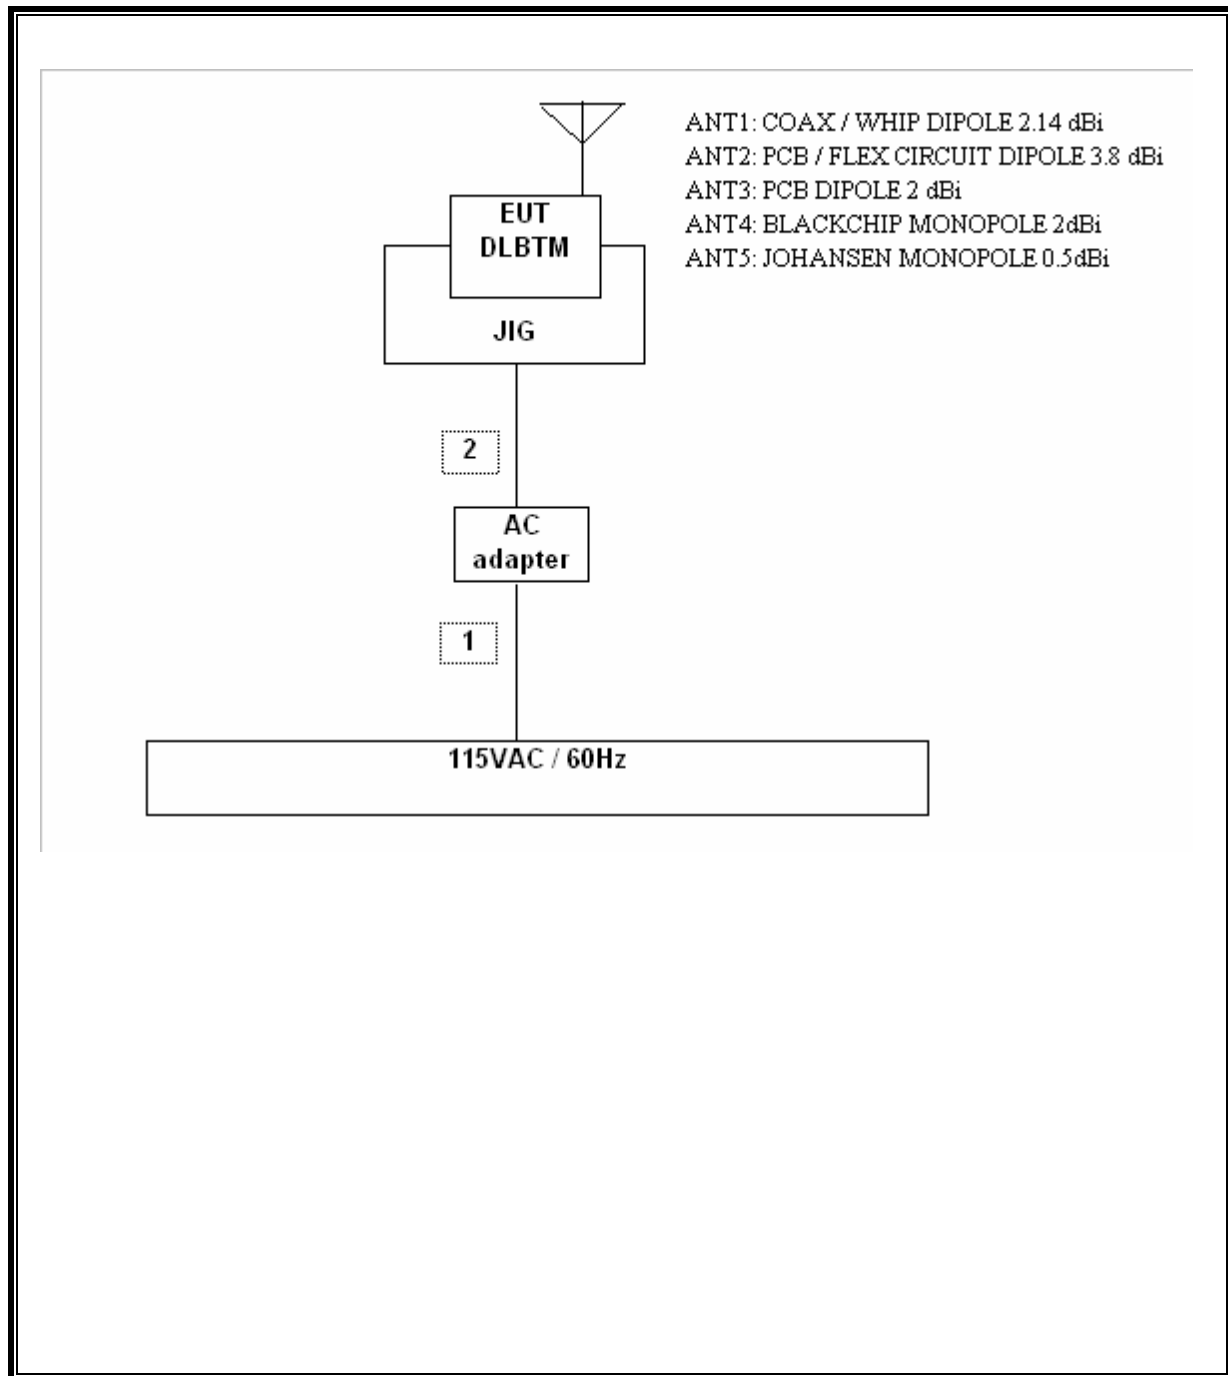 ANT1: COAX / WHIP DIPOLE 2.14 dBi
ANT2: PCB / FLEX CIRCUIT DIPOLE 3.8 dBi
ANT3: PCB DIPOLE 2 dBi
ANT4: BLACKCHIP MONOPOLE 2dBi
ANT5: JOHANSEN MONOPOLE 0.5dBi
EUT
DLBTM
JIG
2
AC
adapter
1
115VAC / 60Hz